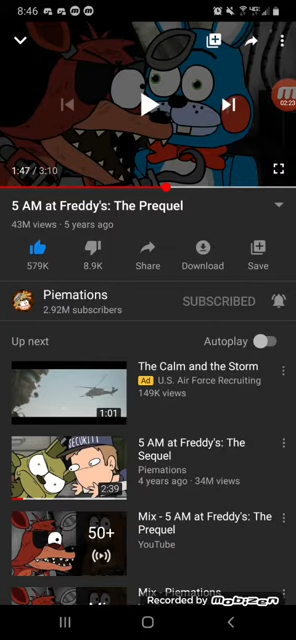 8:46
02:23
1:47 / 3:10
5 AM at Freddy's: The Prequel
43M views · 5 years ago
579K
8.9K
Share
Download
Save
Piemations
2.92M subscribers
SUBSCRIBED
Up next
Autoplay
1:01
The Calm and the Storm
Ad U.S. Air Force Recruiting
149K views
SECURITY
2:39
5 AM at Freddy's: The
Sequel
Piemations
4 years ago · 34M views
50+
Mix - 5 AM at Freddy's: The
Prequel
YouTube
Mix - Piemations
Recorded by mobizen